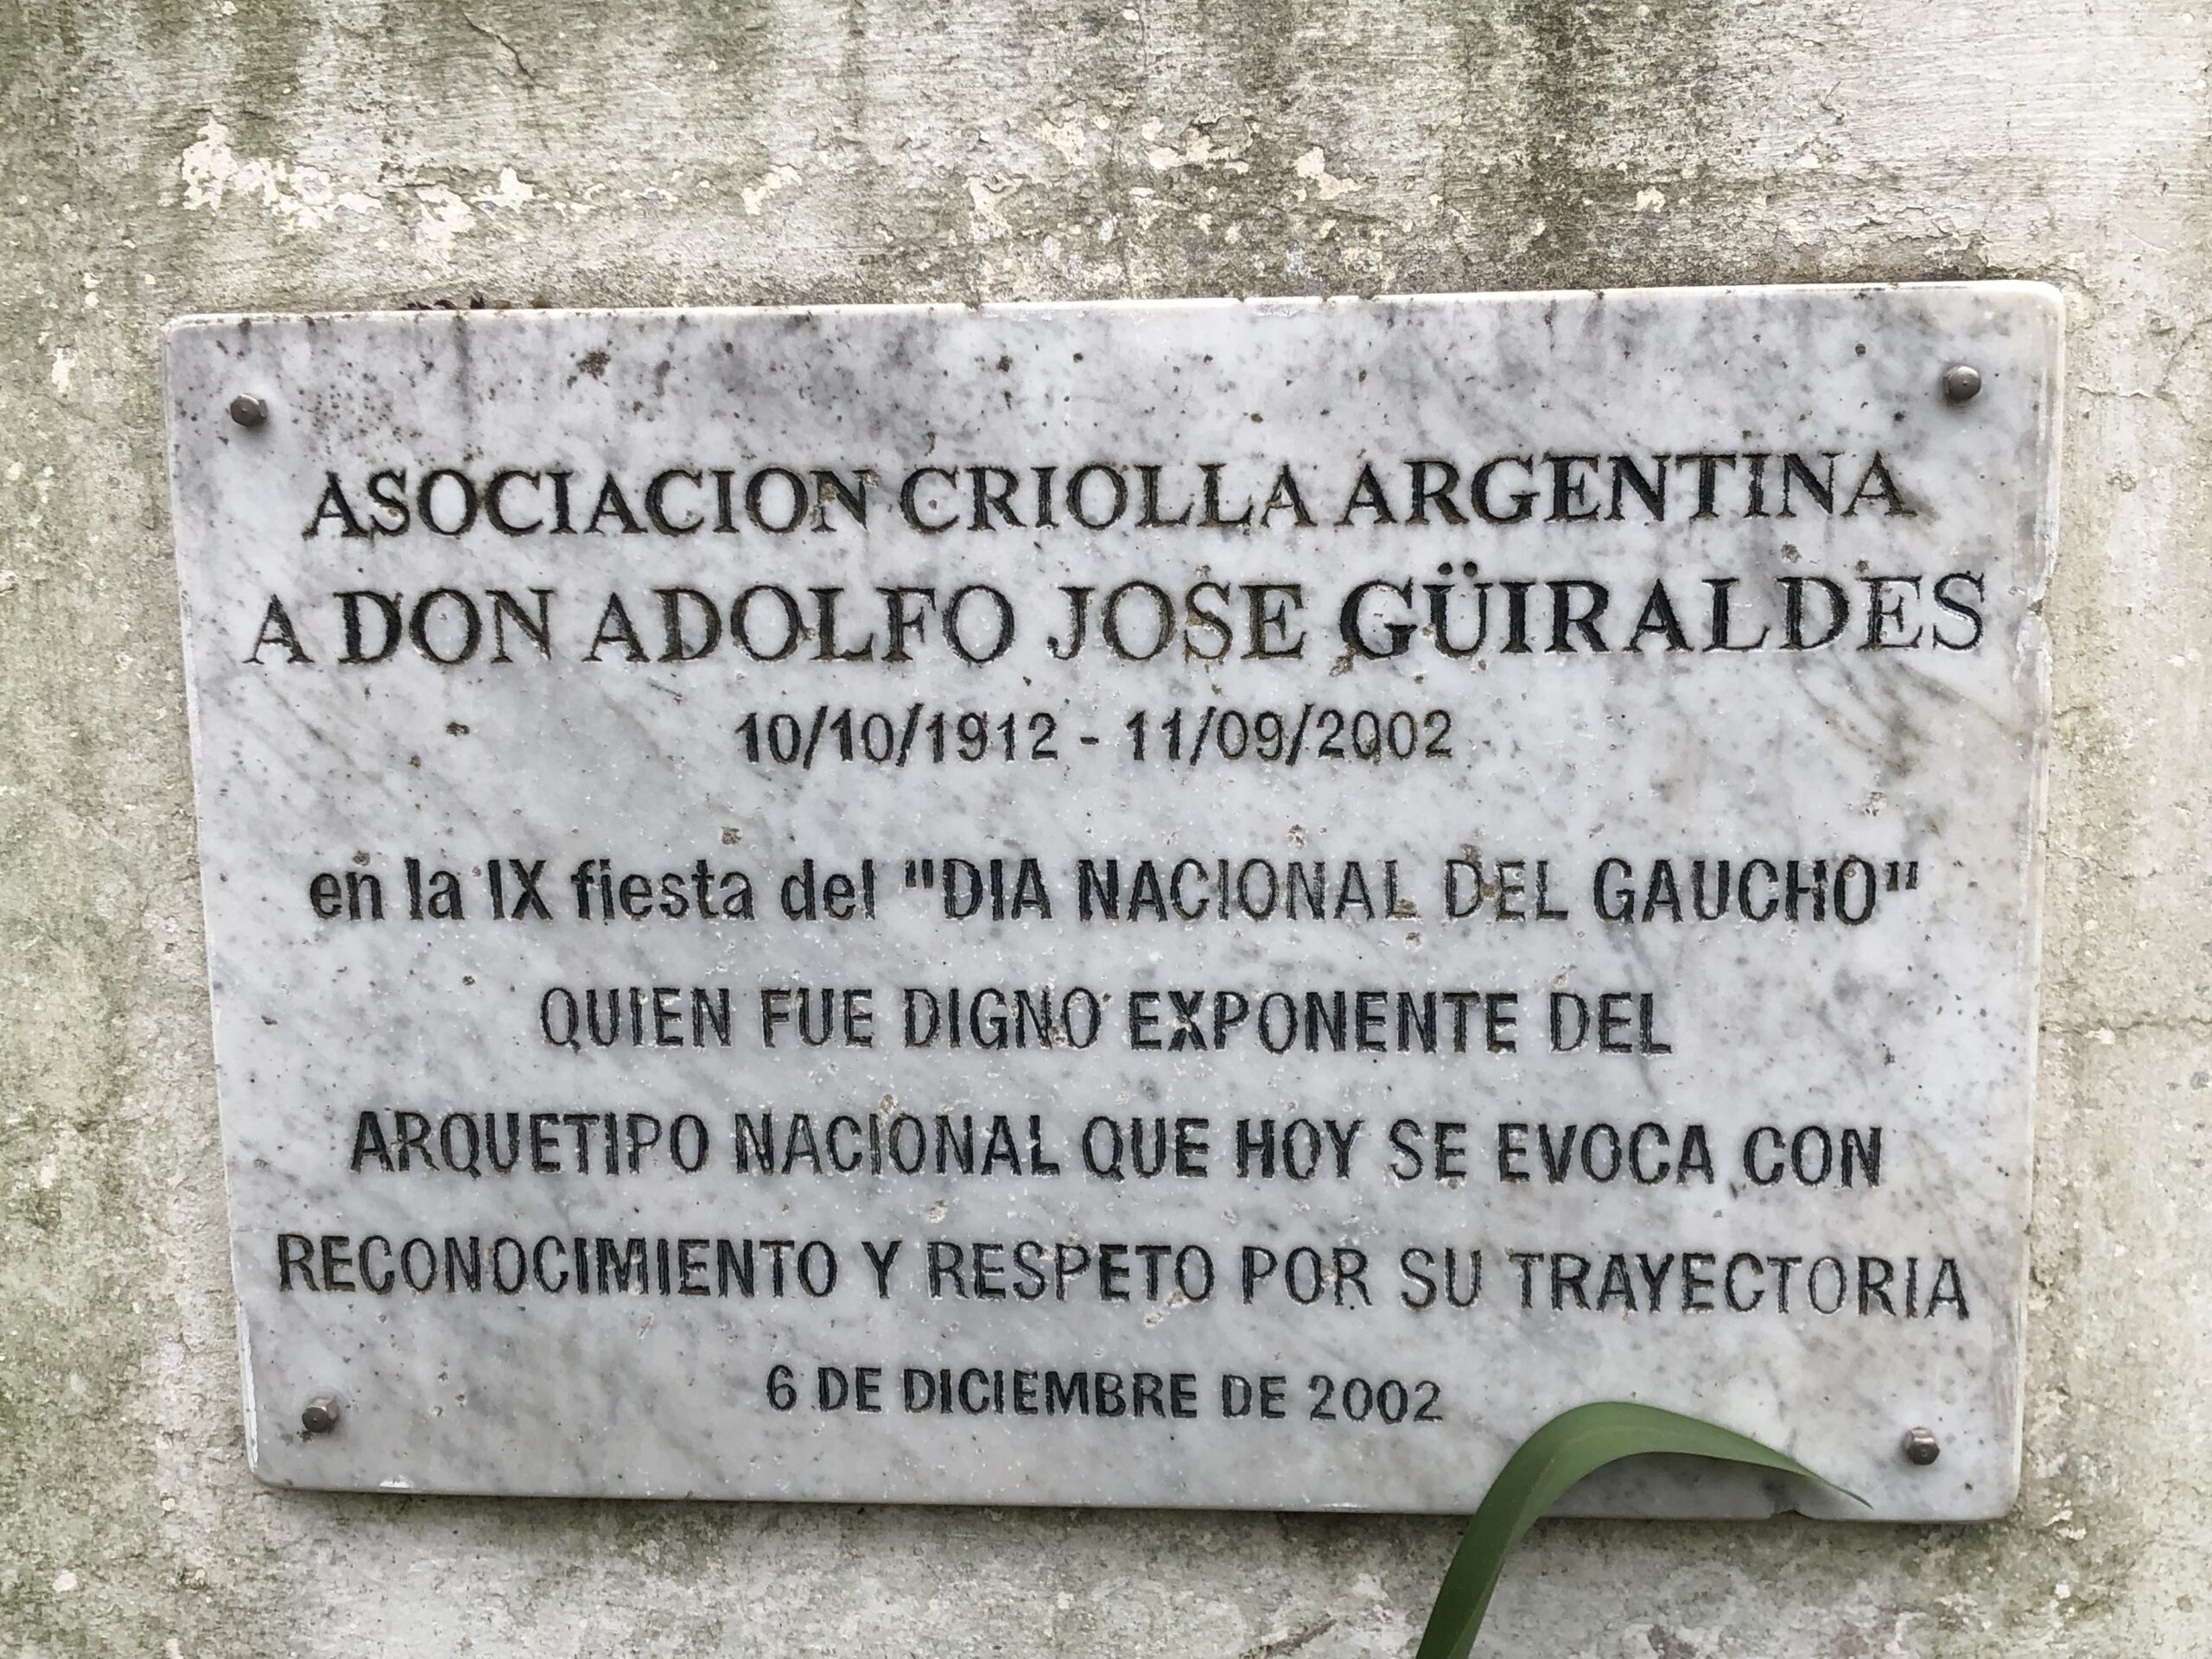 ASOCIACION CRIOLLA ARGENTINA
A DON ADOLFO JOSE GÜIRALDES
10/10/1912 - 11/09/2002
en la IX fiesta del "DIA NACIONAL DEL GAUCHO"
QUIEN FUE DIGNO EXPONENTE DEL
ARQUETIPO NACIONAL QUE HOY SE EVOCA CON
RECONOCIMIENTO Y RESPETO POR SU TRAYECTORIA
6 DE DICIEMBRE DE 2002